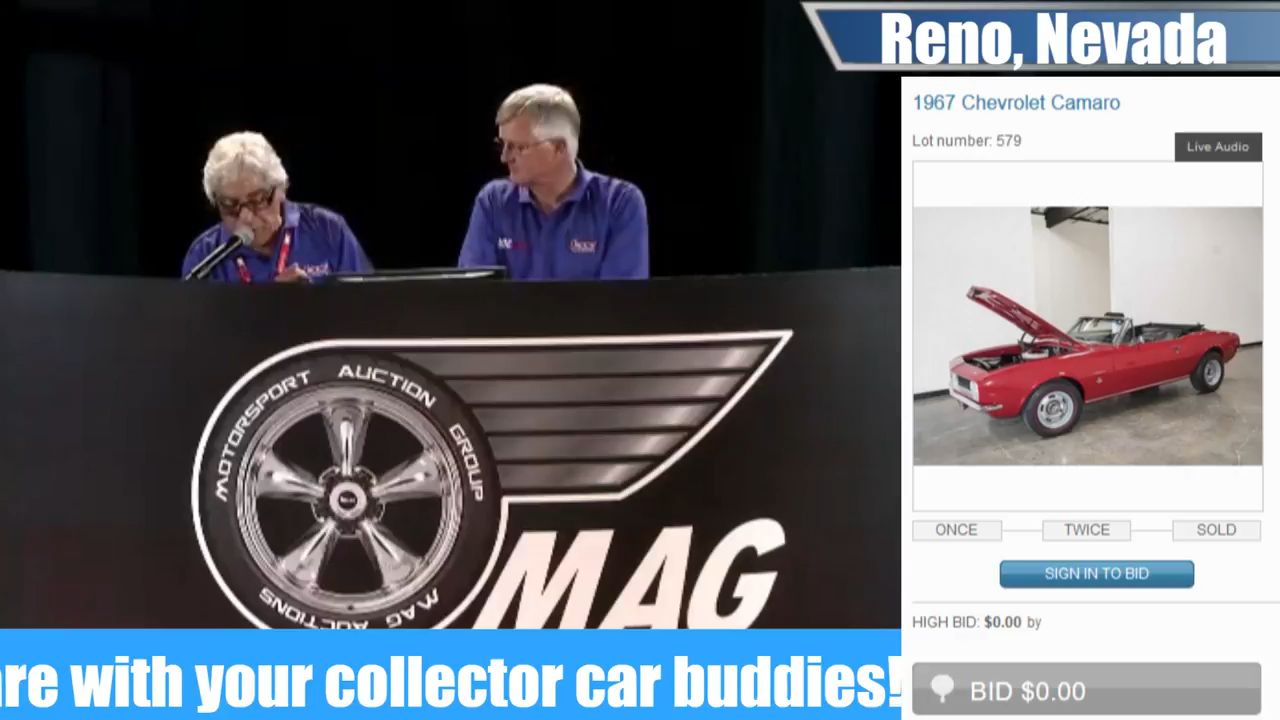 Reno, Nevada
1967 Chevrolet Camaro
Lot number: 579
Live Audio
MOTORSPORT AUCTION GROUP
MAG AUCTIONS
MAG
ONCE
TWICE
SOLD
SIGN IN TO BID
HIGH BID: $0.00 by
BID $0.00
are with your collector car buddies!